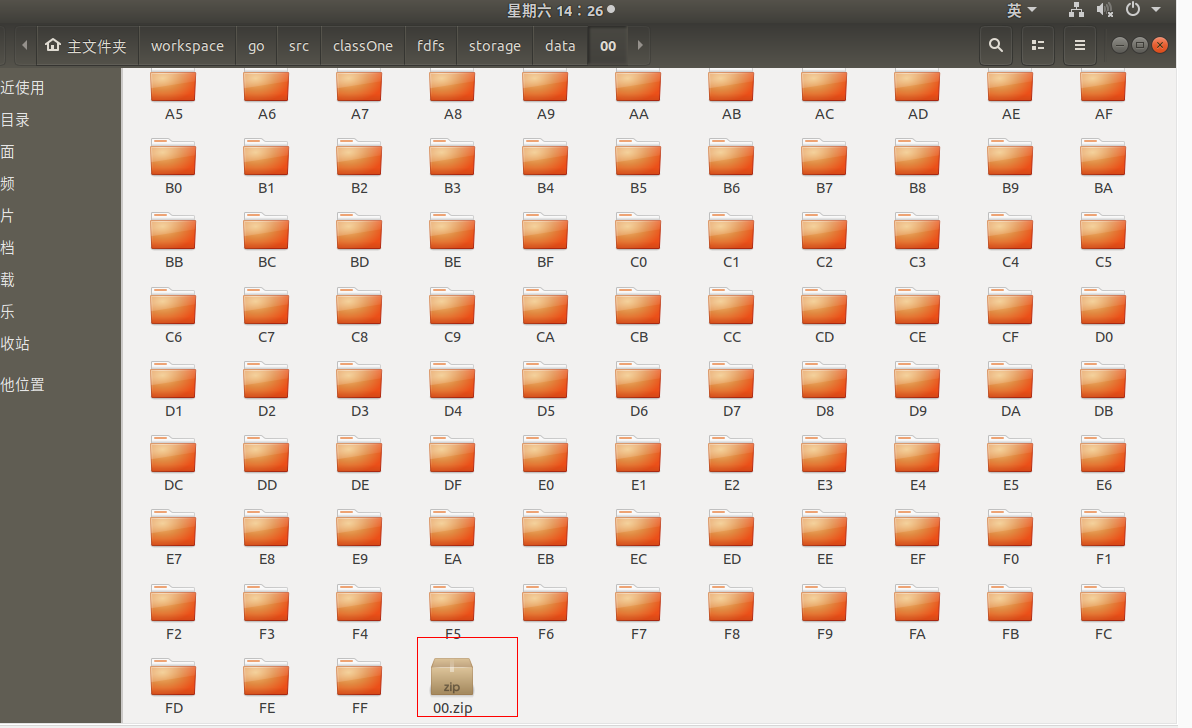 星期六 14：26
英
主文件夹 workspace go src classOne fdfs storage data 00
近使用
目录
面
频
片
档
载
乐
收站
他位置
A5 A6 A7 A8 A9 AA AB AC AD AE AF
B0 B1 B2 B3 B4 B5 B6 B7 B8 B9 BA
BB BC BD BE BF C0 C1 C2 C3 C4 C5
C6 C7 C8 C9 CA CB CC CD CE CF D0
D1 D2 D3 D4 D5 D6 D7 D8 D9 DA DB
DC DD DE DF E0 E1 E2 E3 E4 E5 E6
E7 E8 E9 EA EB EC ED EE EF F0 F1
F2 F3 F4 F5 F6 F7 F8 F9 FA FB FC
zip
FD FE FF 00.zip